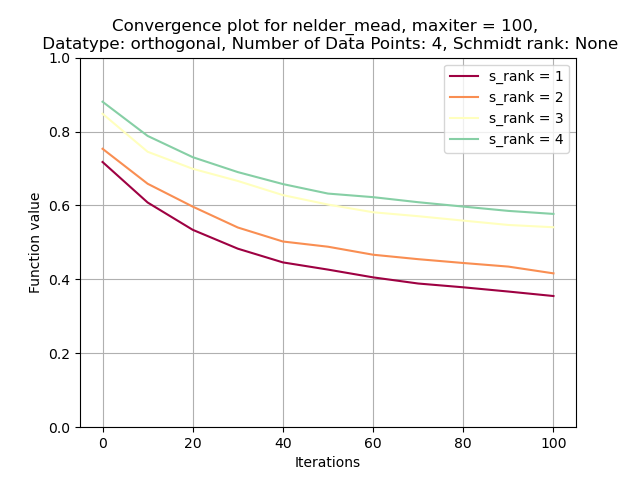 Convergence plot for nelder_mead, maxiter = 100,
Datatype: orthogonal, Number of Data Points: 4, Schmidt rank: None
s_rank = 1
s_rank = 2
s_rank = 3
s_rank = 4
1.0
0.8
0.6
0.4
0.2
0.0
Function value
0 20 40 60 80 100
Iterations